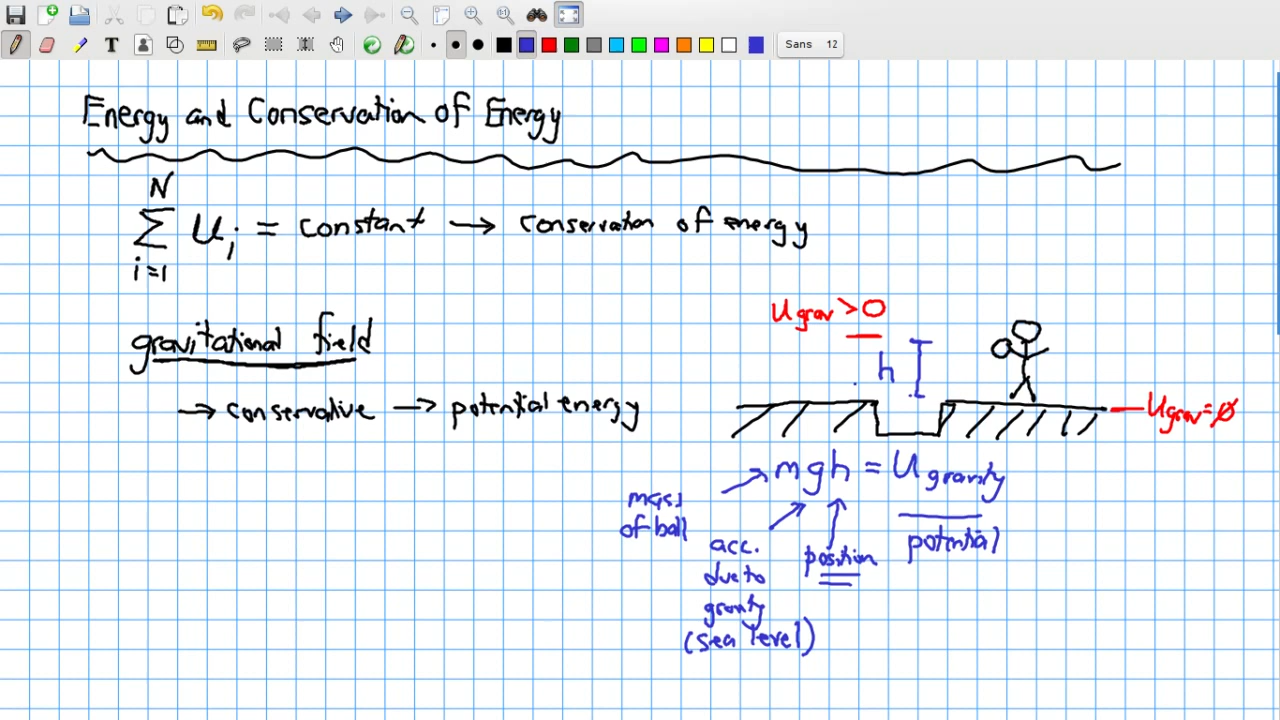 Sans 12
Energy and Conservation of Energy
N
∑ Ui = constant → conservation of energy
i=1
gravitational field
→ conservative → potential energy
Ugrav > 0
h
Ugrav = ∅
mgh = Ugravity
potential
mass
of ball
acc.
due to
gravity
(sea level)
position